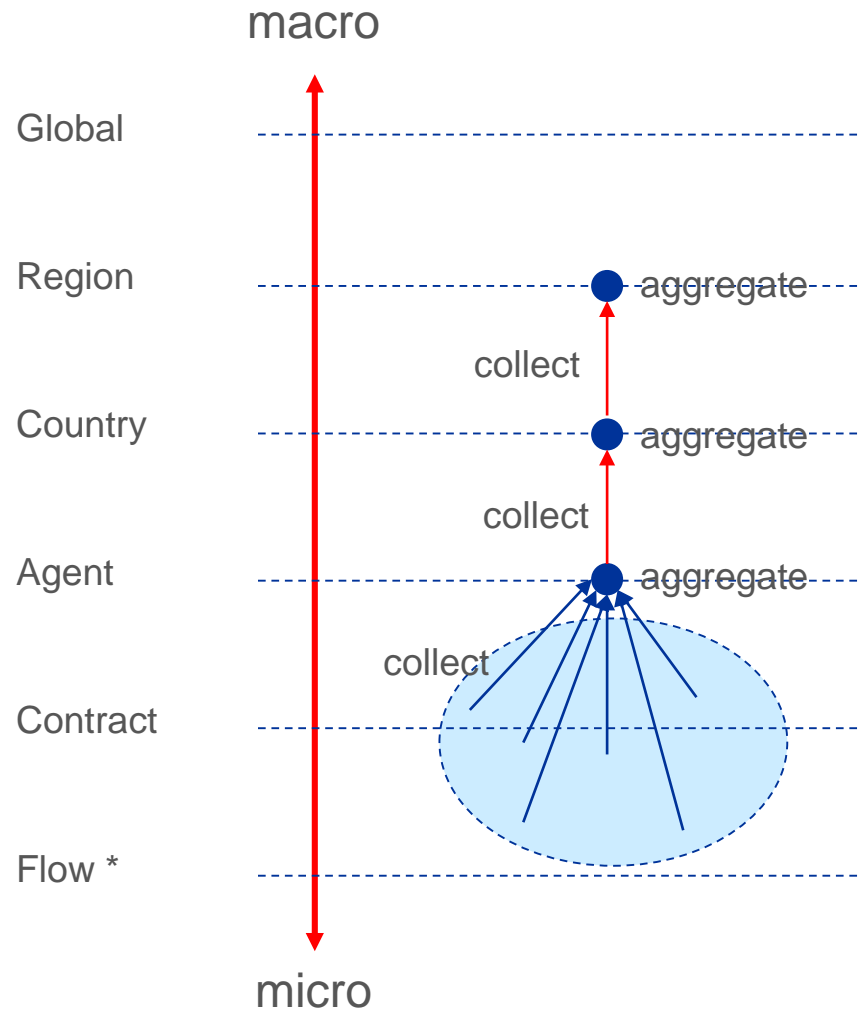 macro
Global
Region
aggregate
collect
Country
aggregate
collect
Agent
aggregate
collect
Contract
Flow *
micro